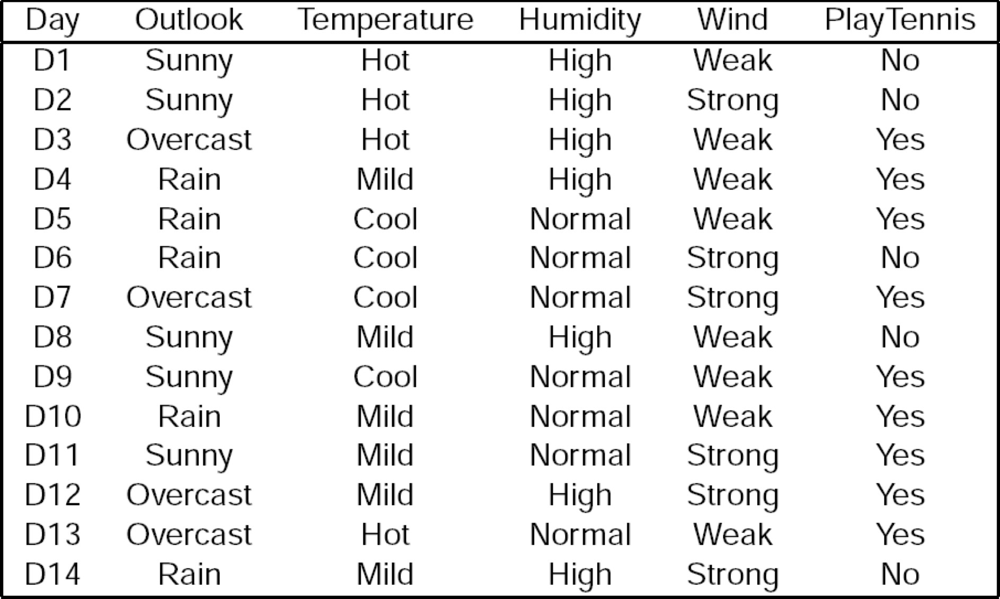 Day Outlook Temperature Humidity Wind PlayTennis
D1 Sunny Hot High Weak No
D2 Sunny Hot High Strong No
D3 Overcast Hot High Weak Yes
D4 Rain Mild High Weak Yes
D5 Rain Cool Normal Weak Yes
D6 Rain Cool Normal Strong No
D7 Overcast Cool Normal Strong Yes
D8 Sunny Mild High Weak No
D9 Sunny Cool Normal Weak Yes
D10 Rain Mild Normal Weak Yes
D11 Sunny Mild Normal Strong Yes
D12 Overcast Mild High Strong Yes
D13 Overcast Hot Normal Weak Yes
D14 Rain Mild High Strong No